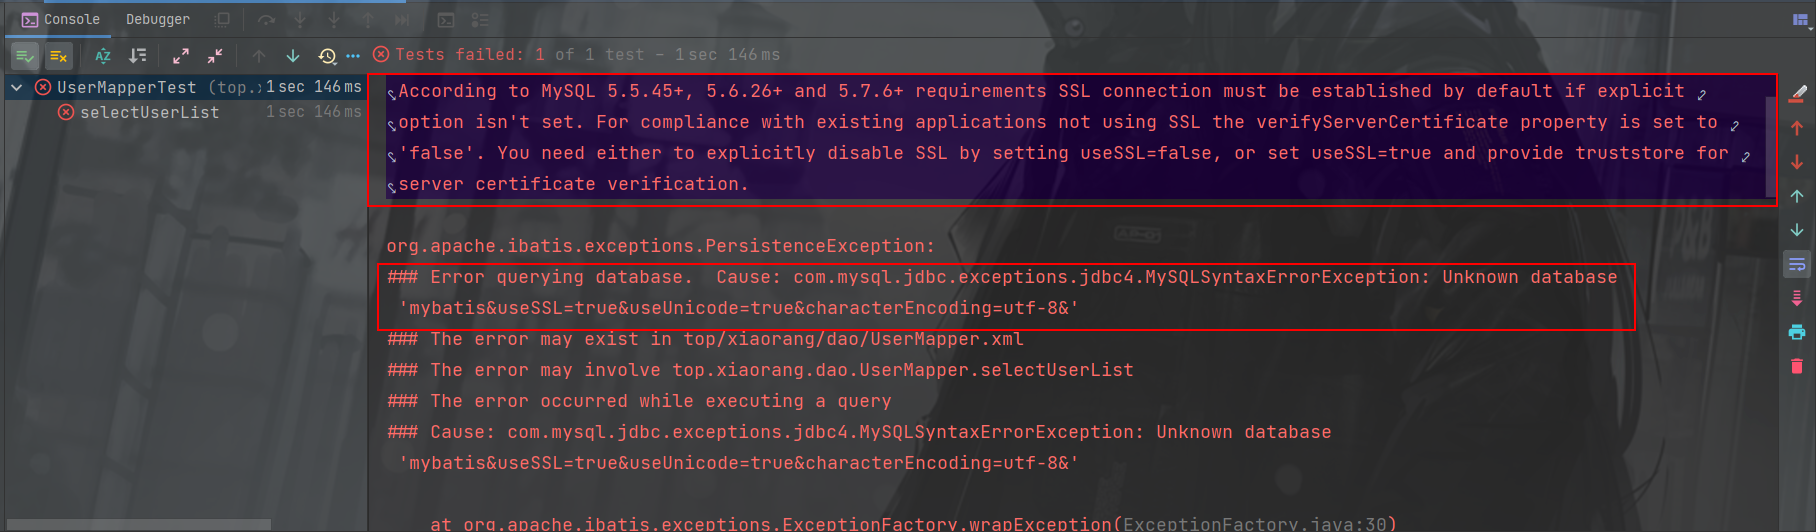 Console Debugger
AZ Tests failed: 1 of 1 test – 1 sec 146 ms
UserMapperTest (top.x 1 sec 146 ms
selectUserList 1 sec 146 ms
According to MySQL 5.5.45+, 5.6.26+ and 5.7.6+ requirements SSL connection must be established by default if explicit
option isn't set. For compliance with existing applications not using SSL the verifyServerCertificate property is set to
'false'. You need either to explicitly disable SSL by setting useSSL=false, or set useSSL=true and provide truststore for
server certificate verification.
org.apache.ibatis.exceptions.PersistenceException:
### Error querying database.  Cause: com.mysql.jdbc.exceptions.jdbc4.MySQLSyntaxErrorException: Unknown database
'mybatis&useSSL=true&useUnicode=true&characterEncoding=utf-8&'
### The error may exist in top/xiaorang/dao/UserMapper.xml
### The error may involve top.xiaorang.dao.UserMapper.selectUserList
### The error occurred while executing a query
### Cause: com.mysql.jdbc.exceptions.jdbc4.MySQLSyntaxErrorException: Unknown database
'mybatis&useSSL=true&useUnicode=true&characterEncoding=utf-8&'
at org.apache.ibatis.exceptions.ExceptionFactory.wrapException(ExceptionFactory.java:30)